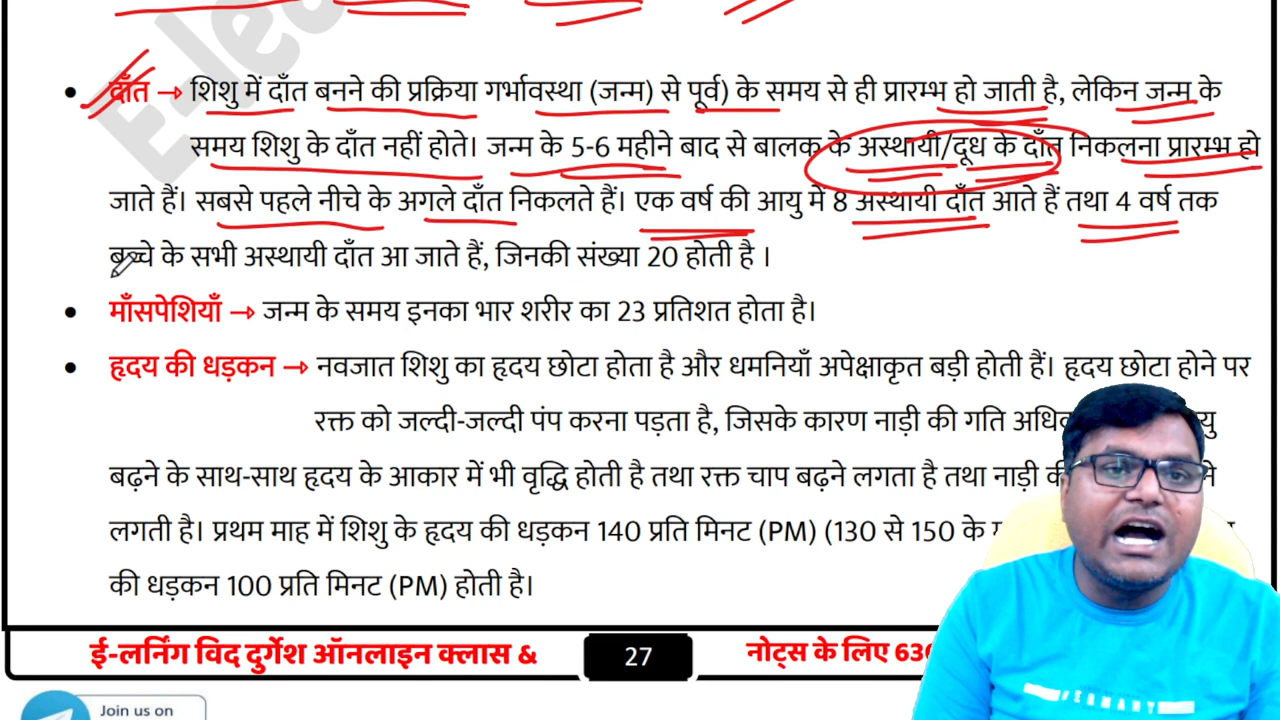 E-lea
दाँत → शिशु में दाँत बनने की प्रक्रिया गर्भावस्था (जन्म) से पूर्व) के समय से ही प्रारम्भ हो जाती है, लेकिन जन्म के
समय शिशु के दाँत नहीं होते। जन्म के 5-6 महीने बाद से बालक के अस्थायी/दूध के दाँत निकलना प्रारम्भ हो
जाते हैं। सबसे पहले नीचे के अगले दाँत निकलते हैं। एक वर्ष की आयु में 8 अस्थायी दाँत आते हैं तथा 4 वर्ष तक
बच्चे के सभी अस्थायी दाँत आ जाते हैं, जिनकी संख्या 20 होती है ।
माँसपेशियाँ → जन्म के समय इनका भार शरीर का 23 प्रतिशत होता है।
हृदय की धड़कन → नवजात शिशु का हृदय छोटा होता है और धमनियाँ अपेक्षाकृत बड़ी होती हैं। हृदय छोटा होने पर
रक्त को जल्दी-जल्दी पंप करना पड़ता है, जिसके कारण नाड़ी की गति
बढ़ने के साथ-साथ हृदय के आकार में भी वृद्धि होती है तथा रक्त चाप बढ़ने लगता है तथा नाड़ी
लगती है। प्रथम माह में शिशु के हृदय की धड़कन 140 प्रति मिनट (PM) (130 से 150 के
की धड़कन 100 प्रति मिनट (PM) होती है।
ई-लर्निंग विद दुर्गेश ऑनलाइन क्लास & 27 नोट्स के लिए 63
Join us on